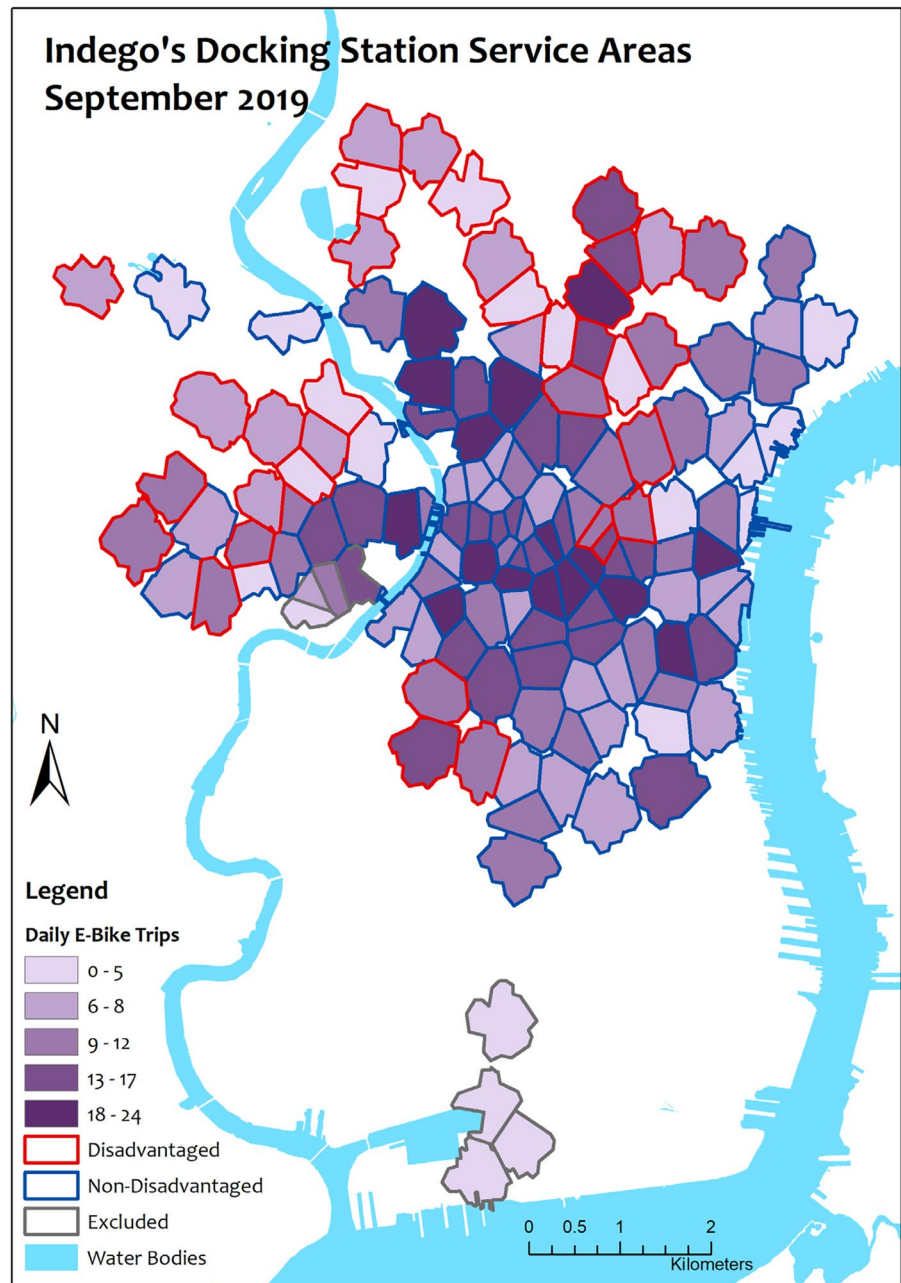 Indego's Docking Station Service Areas
September 2019
N
Legend
Daily E-Bike Trips
0 - 5
6 - 8
9 - 12
13 - 17
18 - 24
Disadvantaged
Non-Disadvantaged
Excluded
Water Bodies
0 0.5 1 2
Kilometers